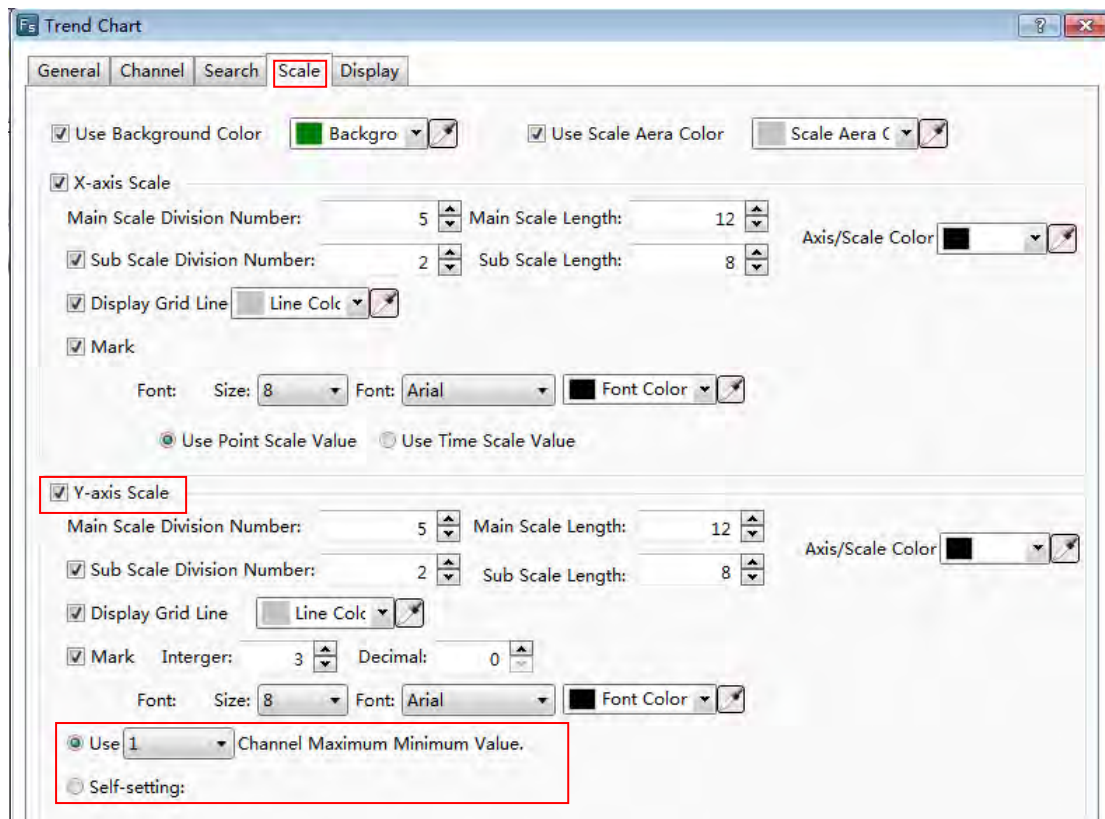 Fs Trend Chart ?
General Channel Search Scale Display
Use Background Color Backgro Use Scale Aera Color Scale Aera C
X-axis Scale
Main Scale Division Number: 5 Main Scale Length: 12
Axis/Scale Color
Sub Scale Division Number: 2 Sub Scale Length: 8
Display Grid Line Line Colc
Mark
Font: Size: 8 Font: Arial Font Color
Use Point Scale Value Use Time Scale Value
Y-axis Scale
Main Scale Division Number: 5 Main Scale Length: 12
Axis/Scale Color
Sub Scale Division Number: 2 Sub Scale Length: 8
Display Grid Line Line Colc
Mark Interger: 3 Decimal: 0
Font: Size: 8 Font: Arial Font Color
Use 1 Channel Maximum Minimum Value.
Self-setting: